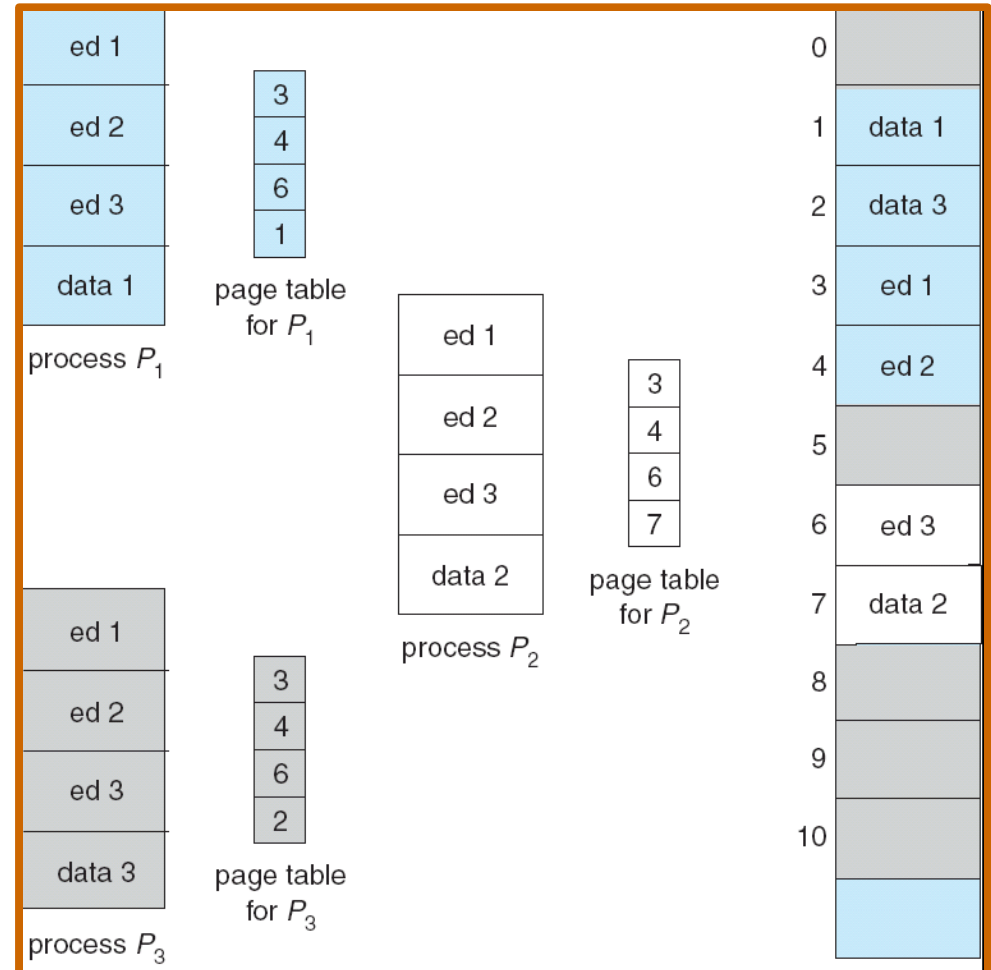 ed 1
ed 2
ed 3
data 1
process P1
3
4
6
1
page table
for P1
ed 1
ed 2
ed 3
data 2
process P2
3
4
6
7
page table
for P2
ed 1
ed 2
ed 3
data 3
process P3
3
4
6
2
page table
for P3
0
1 data 1
2 data 3
3 ed 1
4 ed 2
5
6 ed 3
7 data 2
8
9
10